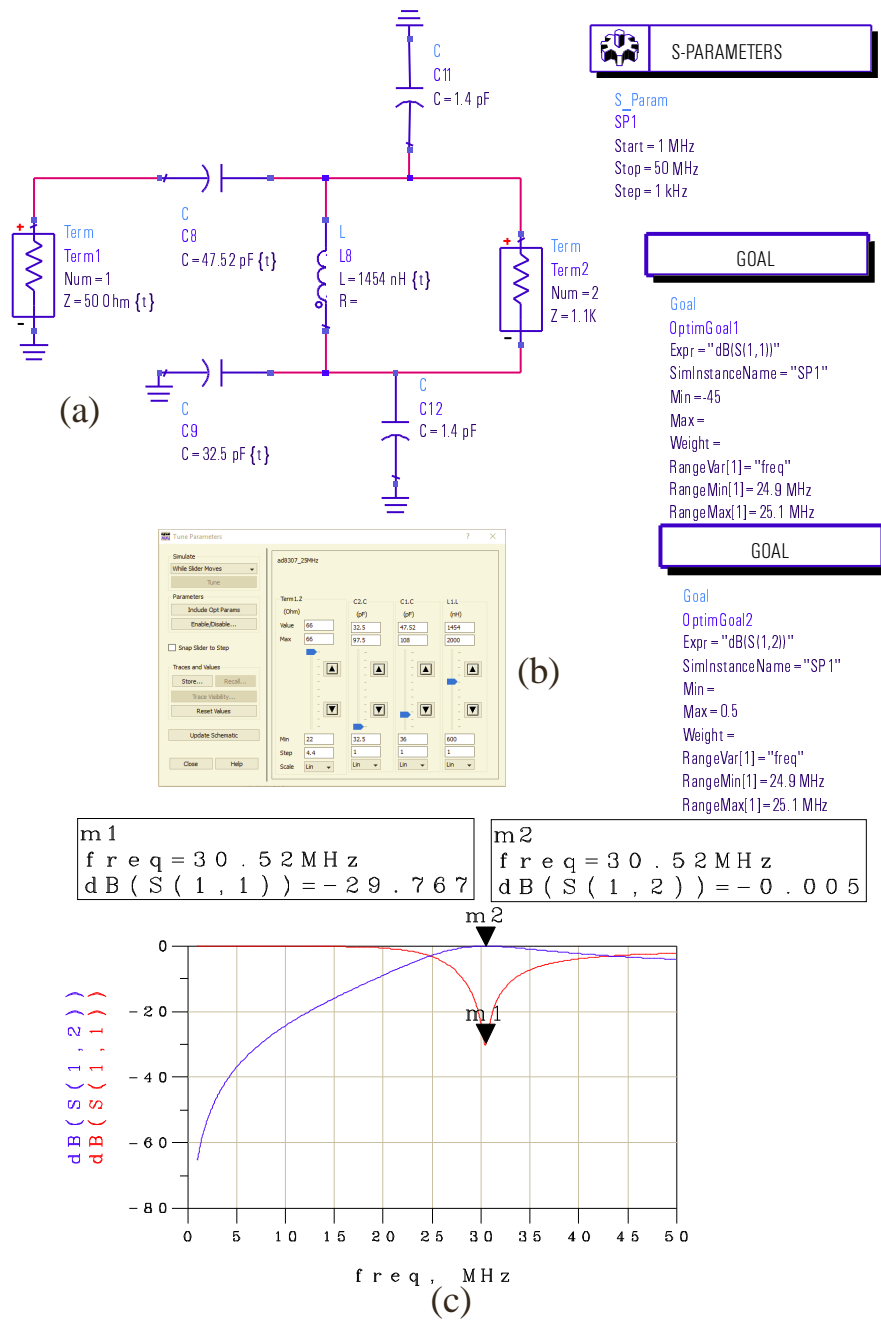 C
C11
C=1.4 pF
S-PARAMETERS
S_Param
SP1
Start=1 MHz
Stop=50 MHz
Step=1 kHz
+
Term
Term1
Num=1
Z=50 Ohm {t}
-
C
C8
C=47.52 pF {t}
L
L8
L=1454 nH {t}
R=
+
Term
Term2
Num=2
Z=1.1K
-
C
C9
C=32.5 pF {t}
C
C12
C=1.4 pF
(a)
GOAL
Goal
OptimGoal1
Expr="dB(S(1,1))"
SimInstanceName="SP1"
Min=-45
Max=
Weight=
RangeVar[1]="freq"
RangeMin[1]=24.9 MHz
RangeMax[1]=25.1 MHz
GOAL
Goal
OptimGoal2
Expr="dB(S(1,2))"
SimInstanceName="SP1"
Min=
Max=0.5
Weight=
RangeVar[1]="freq"
RangeMin[1]=24.9 MHz
RangeMax[1]=25.1 MHz
Tune Parameters
? ×
Simulate
While Slider Moves
Tune
Parameters
Include Opt Params
Enable/Disable...
Snap Slider to Step
Traces and Values
Store... Recall...
Trace Visibility...
Reset Values
Update Schematic
Close Help
ad8307_25MHz
Term1.Z C2.C C1.C L1.L
(Ohm) (pF) (pF) (nH)
Value 66 32.5 47.52 1454
Max 66 97.5 108 2000
Min 22 32.5 36 600
Step 4.4 1 1 1
Scale Lin Lin Lin Lin
(b)
m1
freq=30.52MHz
dB(S(1,1))=-29.767
m2
freq=30.52MHz
dB(S(1,2))=-0.005
m2
m1
0
-20
-40
-60
-80
dB(S(1,2))
dB(S(1,1))
0 5 10 15 20 25 30 35 40 45 50
freq, MHz
(c)